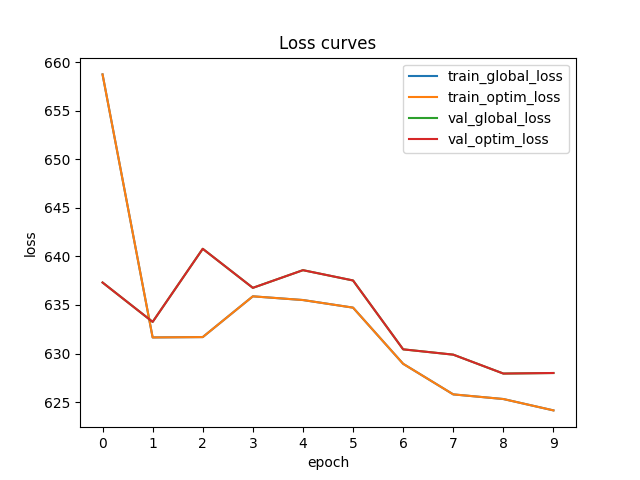 Loss curves
train_global_loss
train_optim_loss
val_global_loss
val_optim_loss
660
655
650
645
640
635
630
625
loss
0 1 2 3 4 5 6 7 8 9
epoch